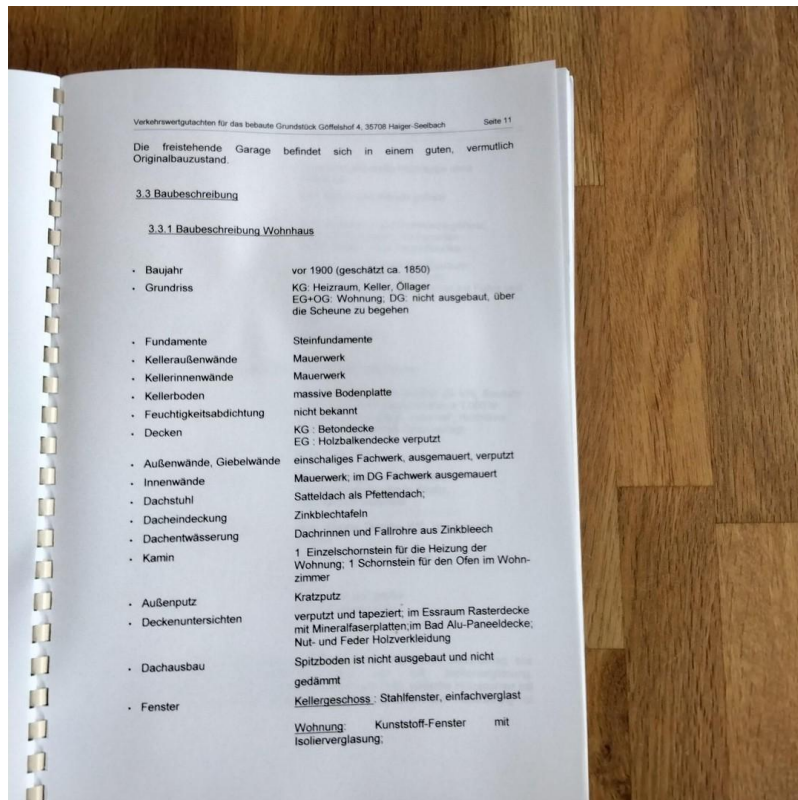 Verkehrswertgutachten für das bebaute Grundstück Göffelshof 4, 35708 Haiger-Seelbach Seite 11
Die freistehende Garage befindet sich in einem guten, vermutlich
Originalbauzustand.
3.3 Baubeschreibung
3.3.1 Baubeschreibung Wohnhaus
• Baujahr vor 1900 (geschätzt ca. 1850)
• Grundriss KG: Heizraum, Keller, Öllager
EG+OG: Wohnung; DG: nicht ausgebaut, über
die Scheune zu begehen
• Fundamente Steinfundamente
• Kelleraußenwände Mauerwerk
• Kellerinnenwände Mauerwerk
• Kellerboden massive Bodenplatte
• Feuchtigkeitsabdichtung nicht bekannt
• Decken KG : Betondecke
EG : Holzbalkendecke verputzt
• Außenwände, Giebelwände einschaliges Fachwerk, ausgemauert, verputzt
• Innenwände Mauerwerk; im DG Fachwerk ausgemauert
• Dachstuhl Satteldach als Pfettendach;
• Dacheindeckung Zinkblechtafeln
• Dachentwässerung Dachrinnen und Fallrohre aus Zinkbleech
• Kamin 1 Einzelschornstein für die Heizung der
Wohnung; 1 Schornstein für den Ofen im Wohn-
zimmer
• Außenputz Kratzputz
• Deckenuntersichten verputzt und tapeziert; im Essraum Rasterdecke
mit Mineralfaserplatten;im Bad Alu-Paneeldecke;
Nut- und Feder Holzverkleidung
• Dachausbau Spitzboden ist nicht ausgebaut und nicht
gedämmt
• Fenster Kellergeschoss : Stahlfenster, einfachverglast
Wohnung: Kunststoff-Fenster mit
Isolierverglasung;